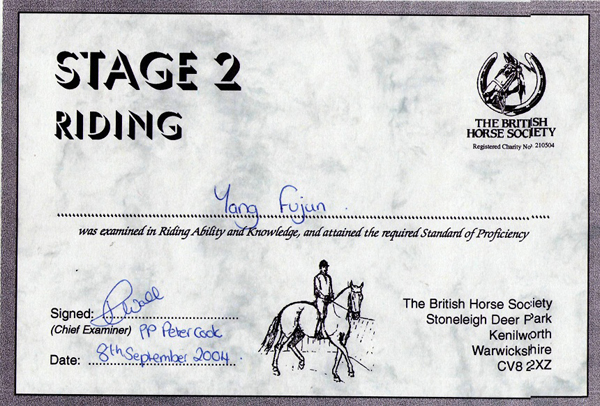 STAGE 2
RIDING
THE BRITISH
HORSE SOCIETY
Registered Charity No. 210504
Yang Fujun
was examined in Riding Ability and Knowledge, and attained the required Standard of Proficiency
Signed: Wall
(Chief Examiner) PP Peter Cook
Date: 8th September 2004
The British Horse Society
Stoneleigh Deer Park
Kenilworth
Warwickshire
CV8 2XZ